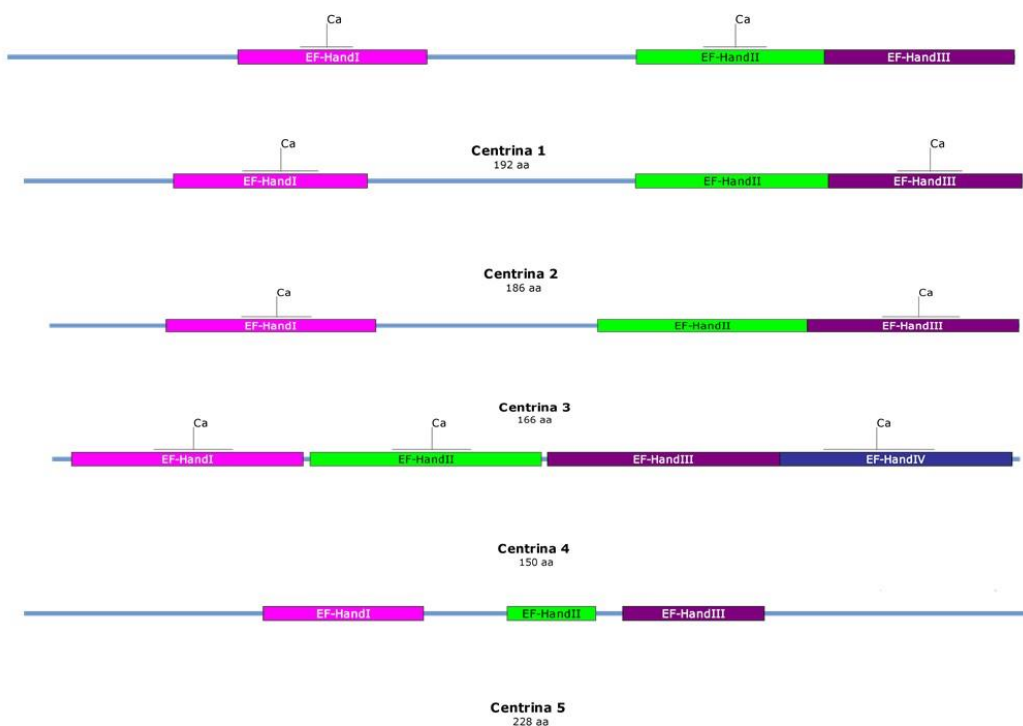 Ca Ca
EF-HandI EF-HandII EF-HandIII
Centrina 1
192 aa
Ca Ca
EF-HandI EF-HandII EF-HandIII
Centrina 2
186 aa
Ca Ca
EF-HandI EF-HandII EF-HandIII
Centrina 3
166 aa
Ca Ca Ca
EF-HandI EF-HandII EF-HandIII EF-HandIV
Centrina 4
150 aa
EF-HandI EF-HandII EF-HandIII
Centrina 5
228 aa